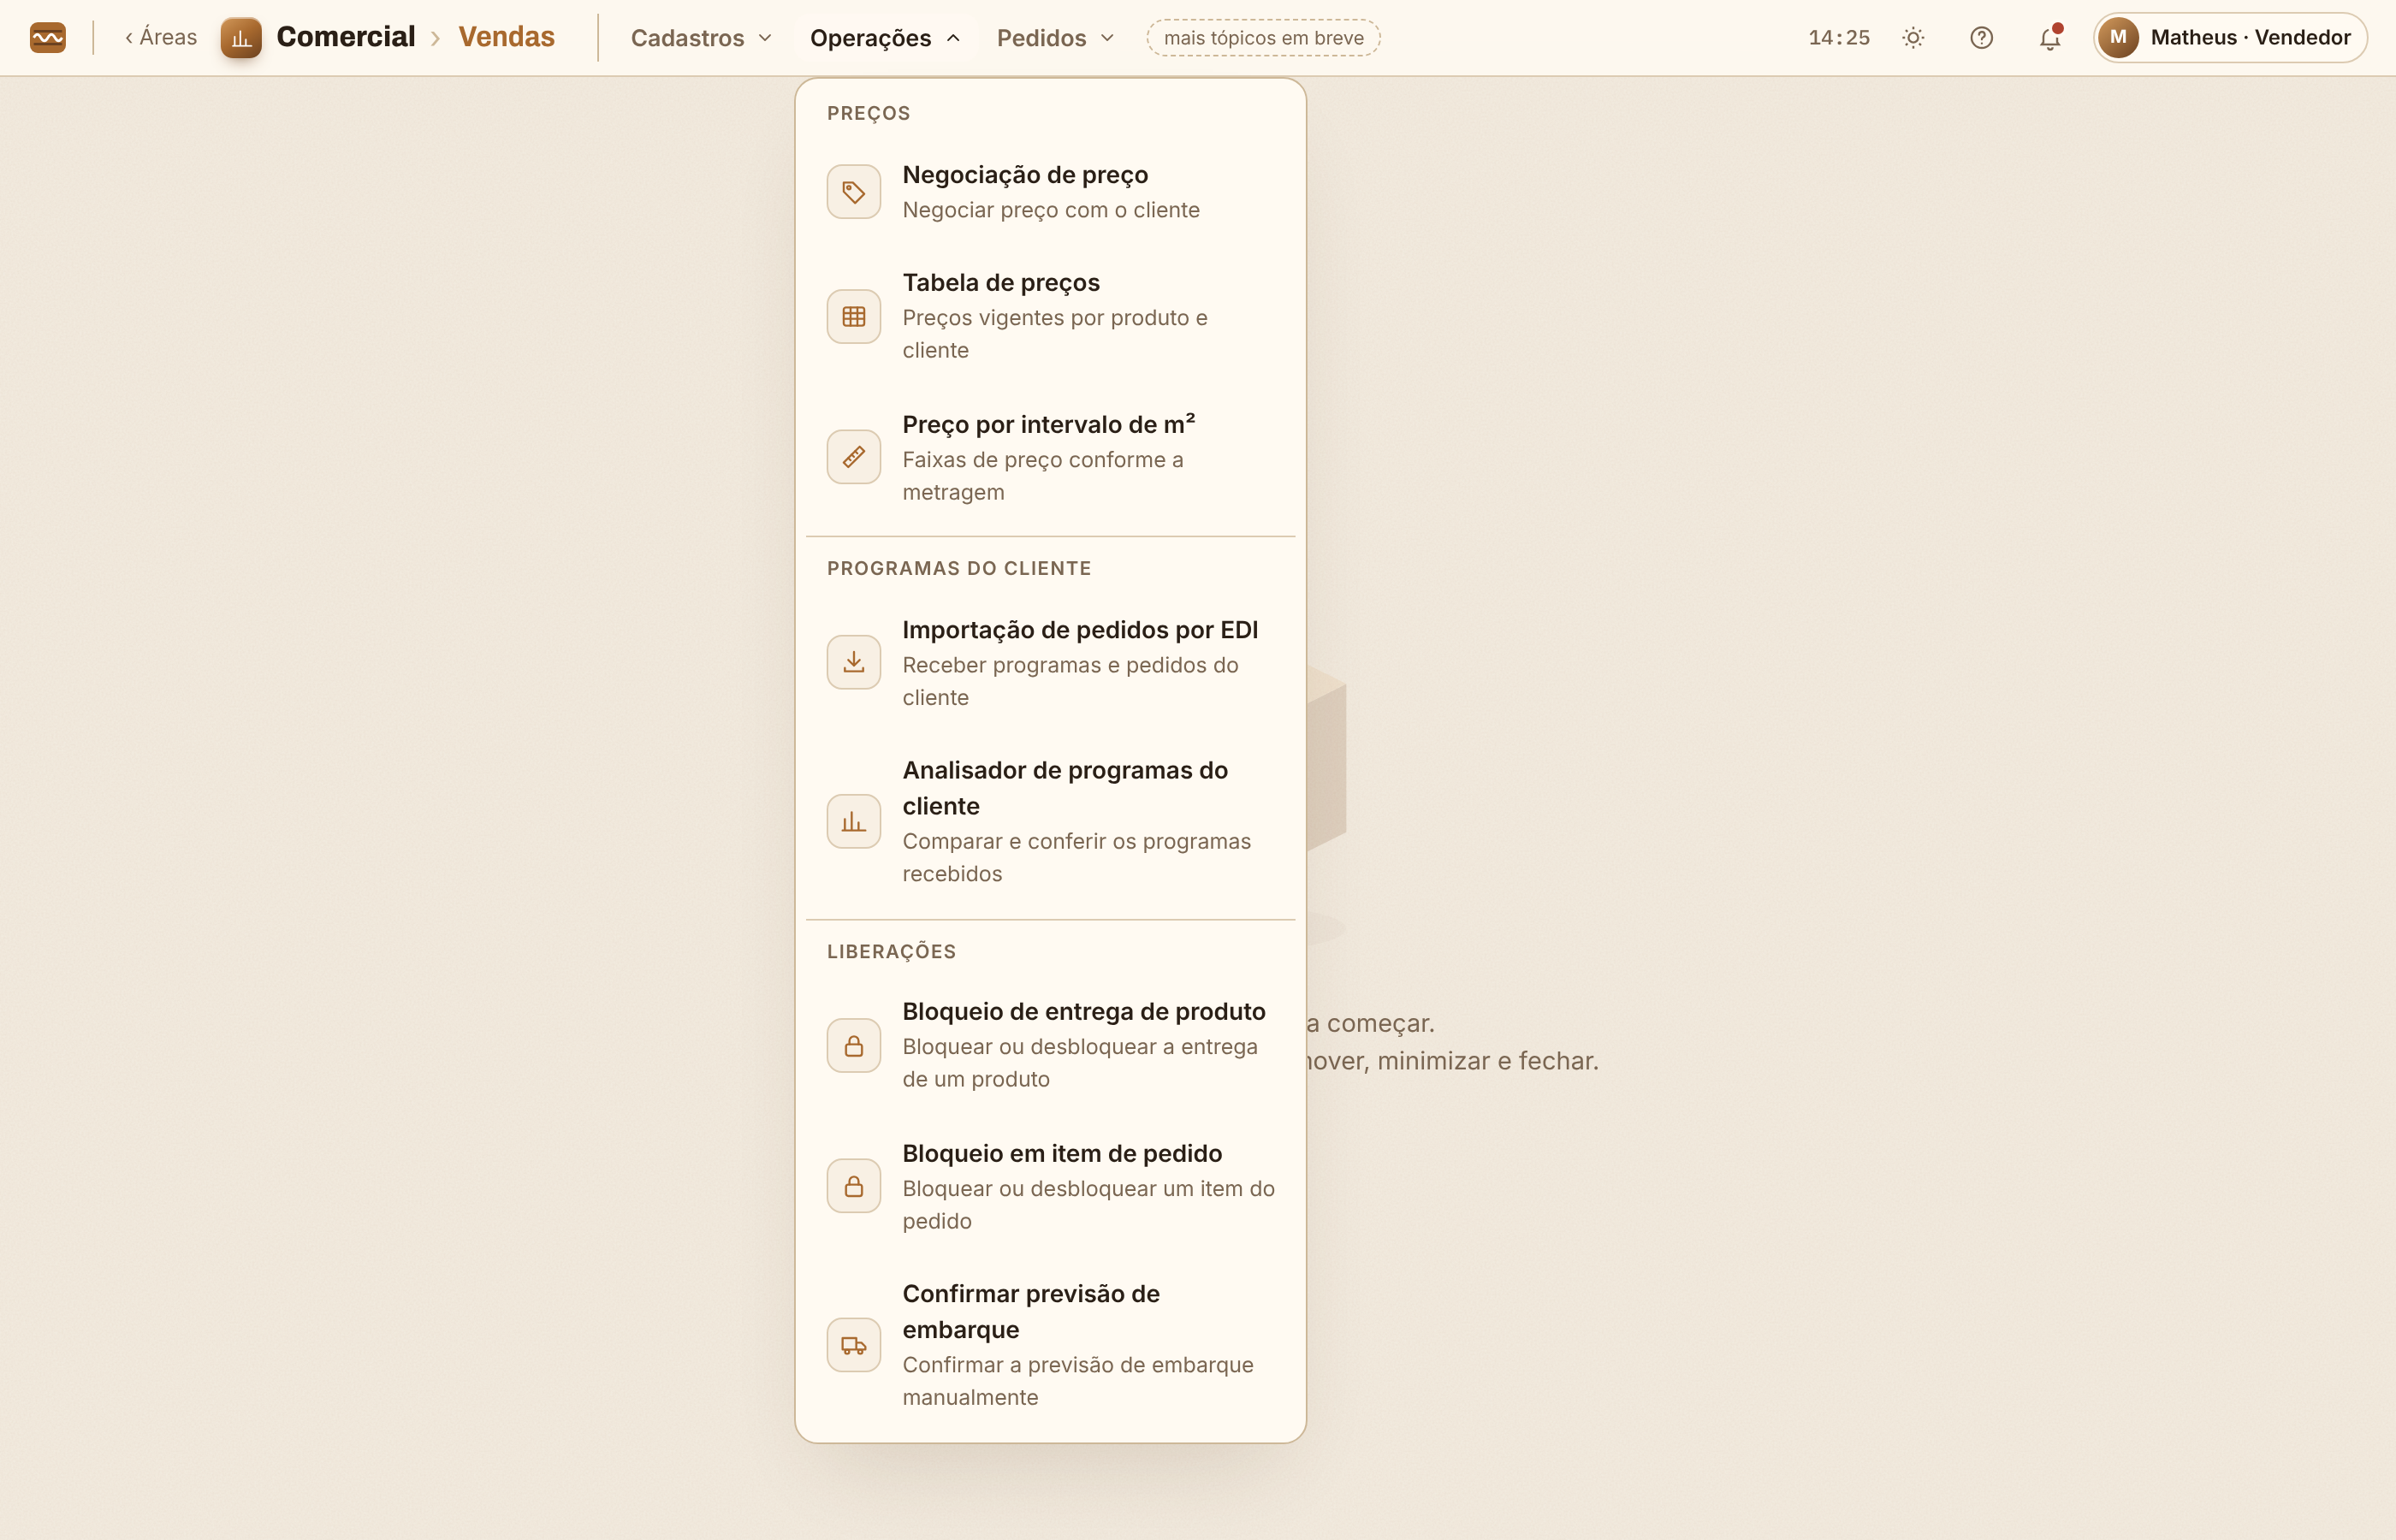 ‹ Áreas
Comercial › Vendas
Cadastros
Operações
Pedidos
mais tópicos em breve
14:25
M
Matheus · Vendedor
PREÇOS
Negociação de preço
Negociar preço com o cliente
Tabela de preços
Preços vigentes por produto e
cliente
Preço por intervalo de m²
Faixas de preço conforme a
metragem
PROGRAMAS DO CLIENTE
Importação de pedidos por EDI
Receber programas e pedidos do
cliente
Analisador de programas do
cliente
Comparar e conferir os programas
recebidos
LIBERAÇÕES
Bloqueio de entrega de produto
Bloquear ou desbloquear a entrega
de um produto
a começar.
mover, minimizar e fechar.
Bloqueio em item de pedido
Bloquear ou desbloquear um item do
pedido
Confirmar previsão de
embarque
Confirmar a previsão de embarque
manualmente